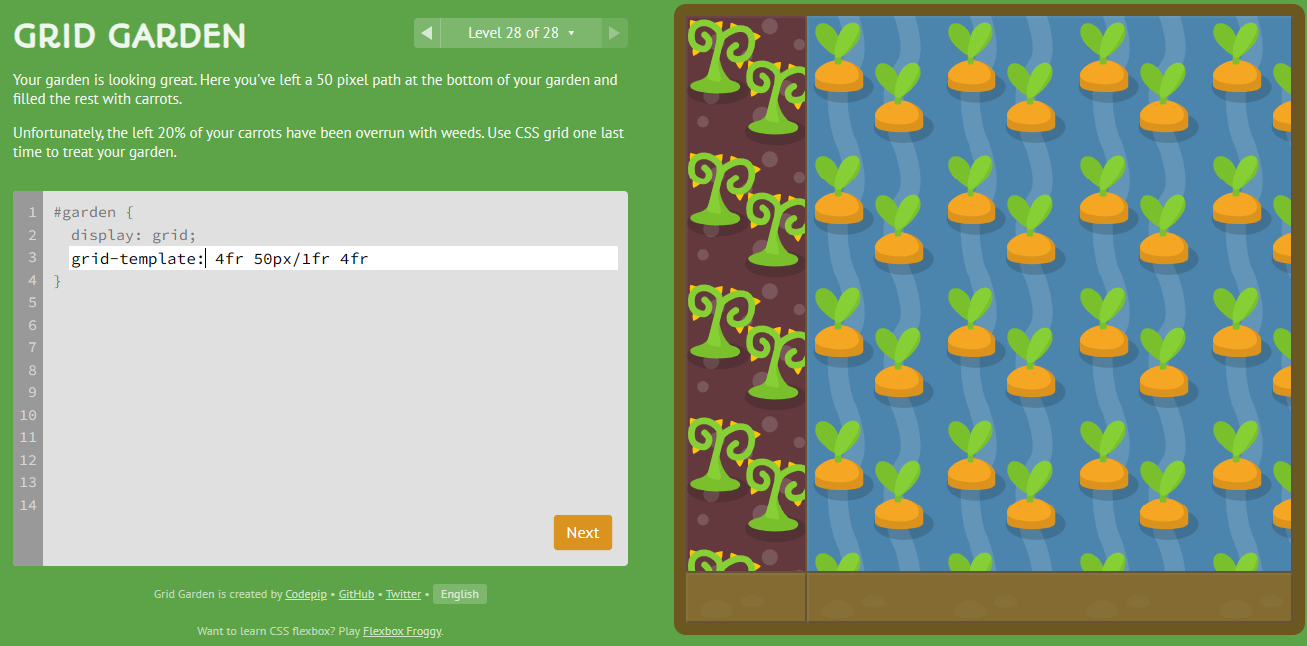 GRID GARDEN
◀ Level 28 of 28 ▾ ▶
Your garden is looking great. Here you've left a 50 pixel path at the bottom of your garden and
filled the rest with carrots.
Unfortunately, the left 20% of your carrots have been overrun with weeds. Use CSS grid one last
time to treat your garden.
1 #garden {
2 display: grid;
3 grid-template: 4fr 50px/1fr 4fr
4 }
5
6
7
8
9
10
11
12
13
14
Next
Grid Garden is created by Codepip • GitHub • Twitter • English
Want to learn CSS flexbox? Play Flexbox Froggy.